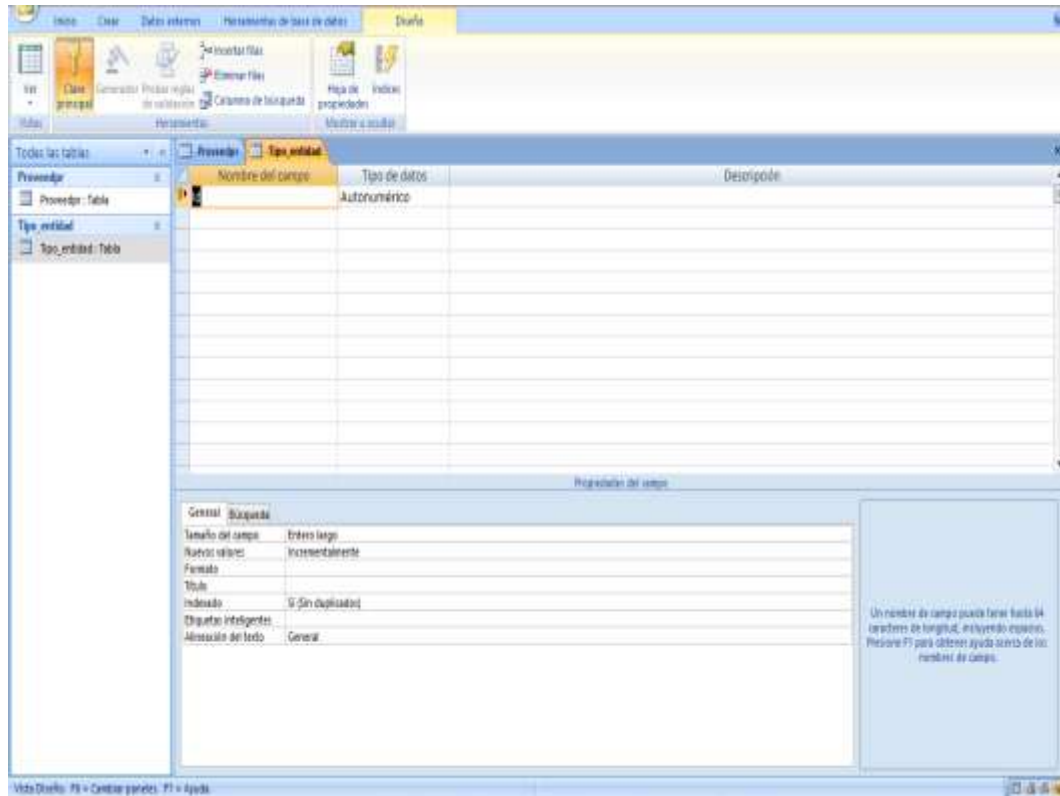 Inicio Crear Datos externos Herramientas de base de datos Diseño
Ver
Clave principal
Generador
Probar reglas de validación
Insertar filas
Eliminar filas
Columna de búsqueda
Hoja de propiedades
Índices
Vistas Herramientas Mostrar u ocultar
Todas las tablas
Proveedpr Tipo_entidad
Proveedpr
Proveedpr : Tabla
Tipo_entidad
Tipo_entidad : Tabla
Nombre del campo Tipo de datos Descripción
Autonumérico
Propiedades del campo
General Búsqueda
Tamaño del campo Entero largo
Nuevos valores Incrementalmente
Formato
Título
Indexado Sí (Sin duplicados)
Etiquetas inteligentes
Alineación del texto General
Un nombre de campo puede tener hasta 64
caracteres de longitud, incluyendo espacios.
Presione F1 para obtener ayuda acerca de los
nombres de campo.
Vista Diseño. F6 = Cambiar paneles. F1 = Ayuda.